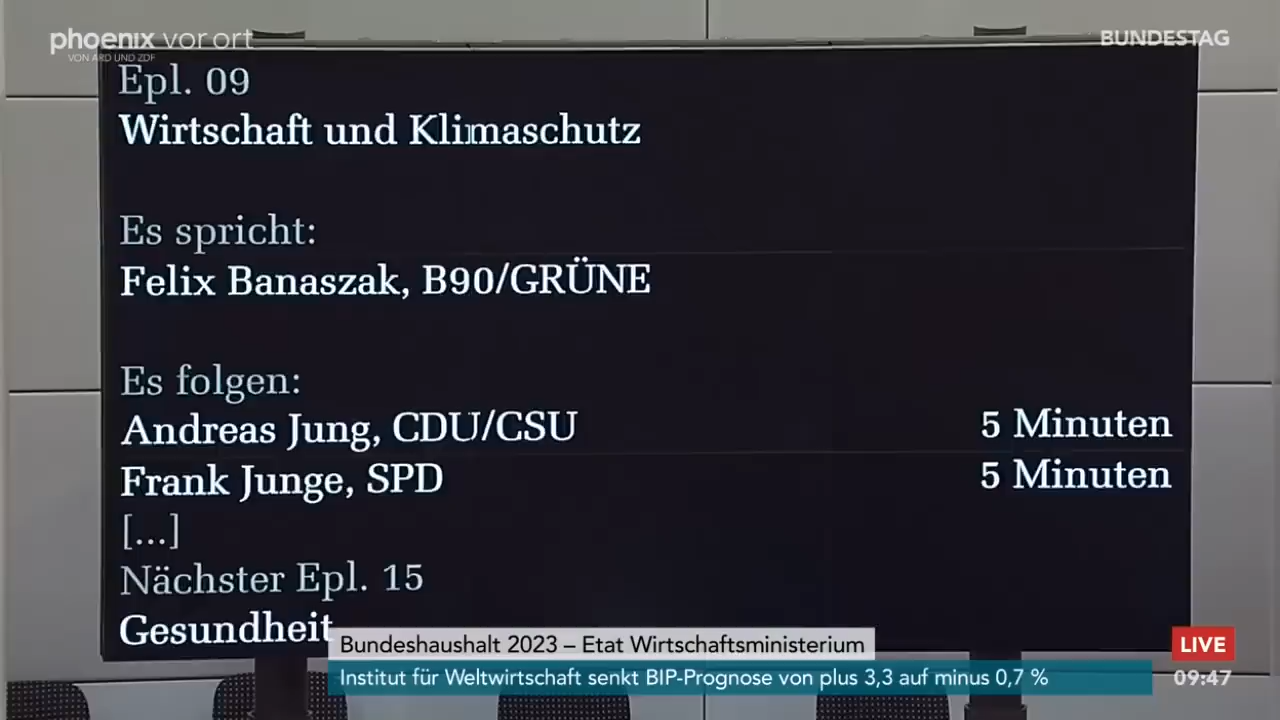 phoenix vor ort
VON ARD UND ZDF
BUNDESTAG
Epl. 09
Wirtschaft und Klimaschutz
Es spricht:
Felix Banaszak, B90/GRÜNE
Es folgen:
Andreas Jung, CDU/CSU 5 Minuten
Frank Junge, SPD 5 Minuten
[...]
Nächster Epl. 15
Gesundheit
Bundeshaushalt 2023 – Etat Wirtschaftsministerium
LIVE
Institut für Weltwirtschaft senkt BIP-Prognose von plus 3,3 auf minus 0,7 %
09:47